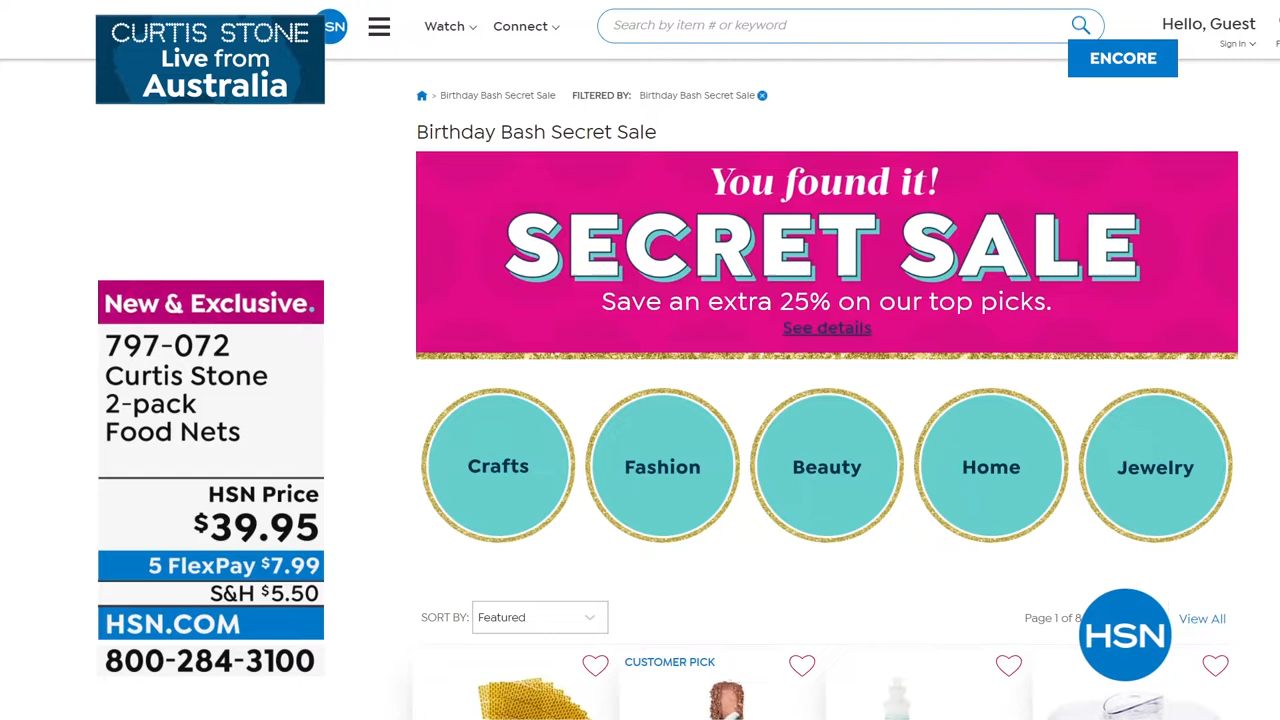 CURTIS STONE
Live from
Australia
SN
Watch
Connect
Search by item # or keyword
Hello, Guest
Sign In
ENCORE
> Birthday Bash Secret Sale
FILTERED BY:
Birthday Bash Secret Sale
Birthday Bash Secret Sale
You found it!
SECRET SALE
Save an extra 25% on our top picks.
See details
Crafts
Fashion
Beauty
Home
Jewelry
New & Exclusive.
797-072
Curtis Stone
2-pack
Food Nets
HSN Price
$39.95
5 FlexPay $7.99
S&H $5.50
HSN.COM
800-284-3100
SORT BY:
Featured
Page 1 of 8
View All
HSN
CUSTOMER PICK